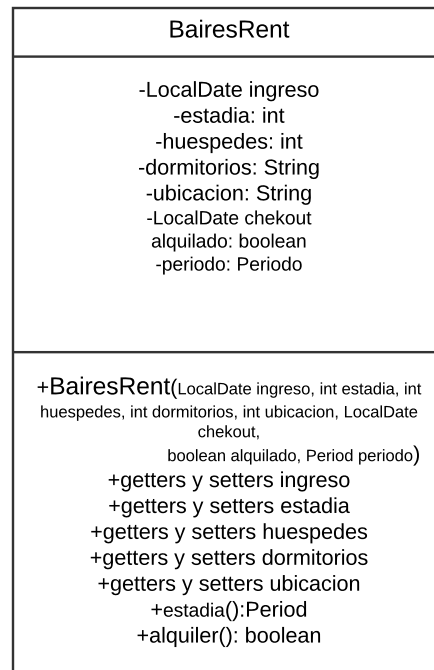 BairesRent
-LocalDate ingreso
-estadia: int
-huespedes: int
-dormitorios: String
-ubicacion: String
-LocalDate chekout
alquilado: boolean
-periodo: Periodo
+BairesRent(LocalDate ingreso, int estadia, int
huespedes, int dormitorios, int ubicacion, LocalDate
chekout,
boolean alquilado, Period periodo)
+getters y setters ingreso
+getters y setters estadia
+getters y setters huespedes
+getters y setters dormitorios
+getters y setters ubicacion
+estadia():Period
+alquiler(): boolean